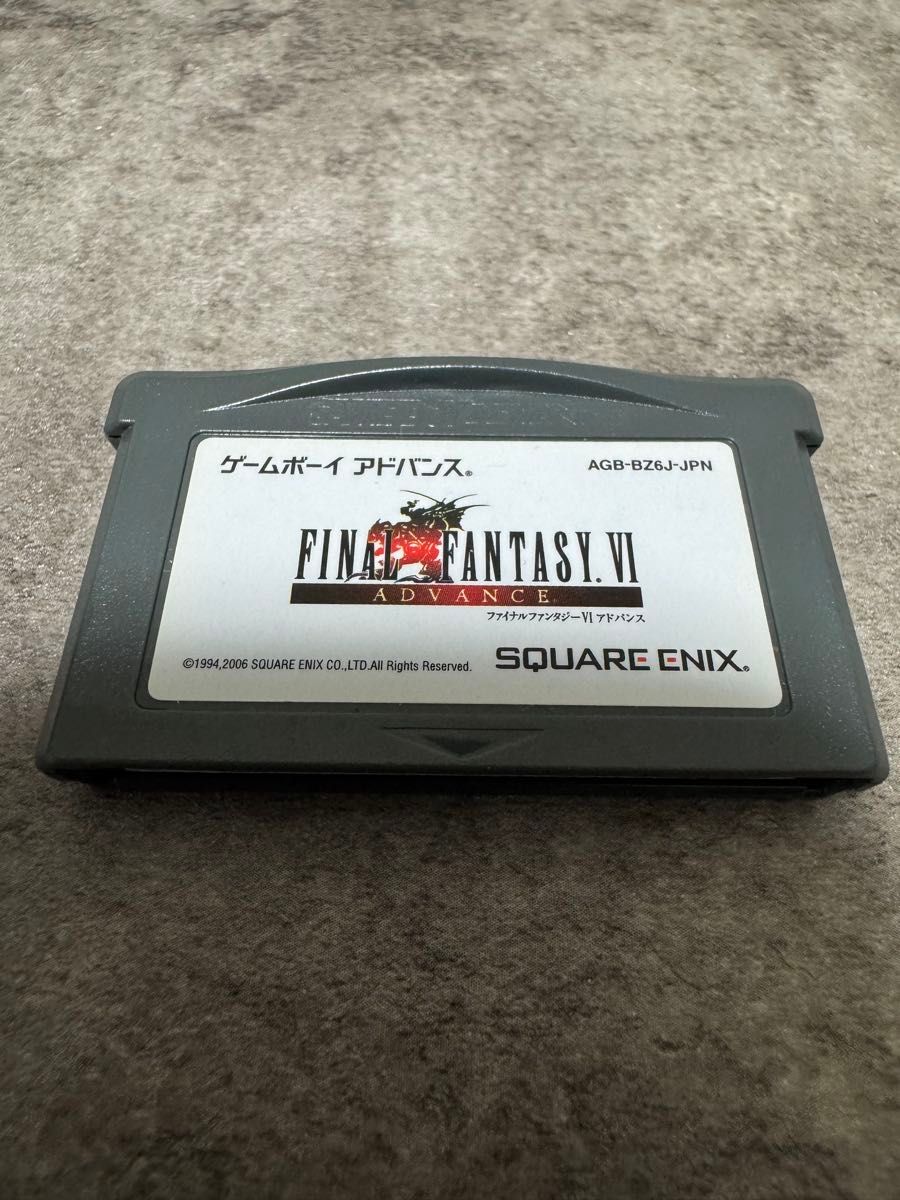 ゲームボーイ アドバンス®
AGB-BZ6J-JPN
FINAL FANTASY. VI
ADVANCE
ファイナルファンタジーVI アドバンス
©1994,2006 SQUARE ENIX CO.,LTD.All Rights Reserved.
SQUARE ENIX®